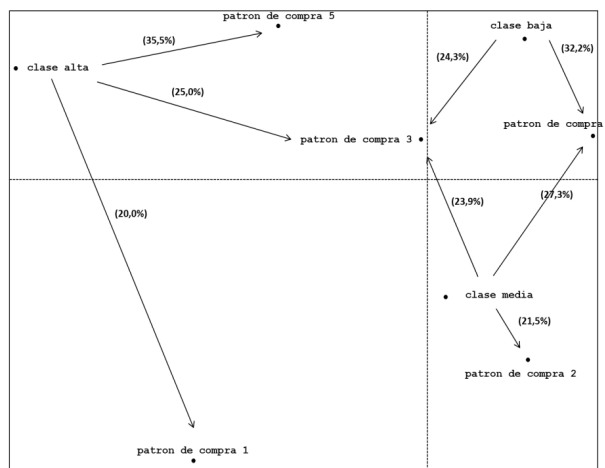 patron de compra 5
clase baja
(35,5%)
(24,3%)
(32,2%)
clase alta
(25,0%)
patron de compra
patron de compra 3
(27,3%)
(23,9%)
(20,0%)
clase media
(21,5%)
patron de compra 2
patron de compra 1